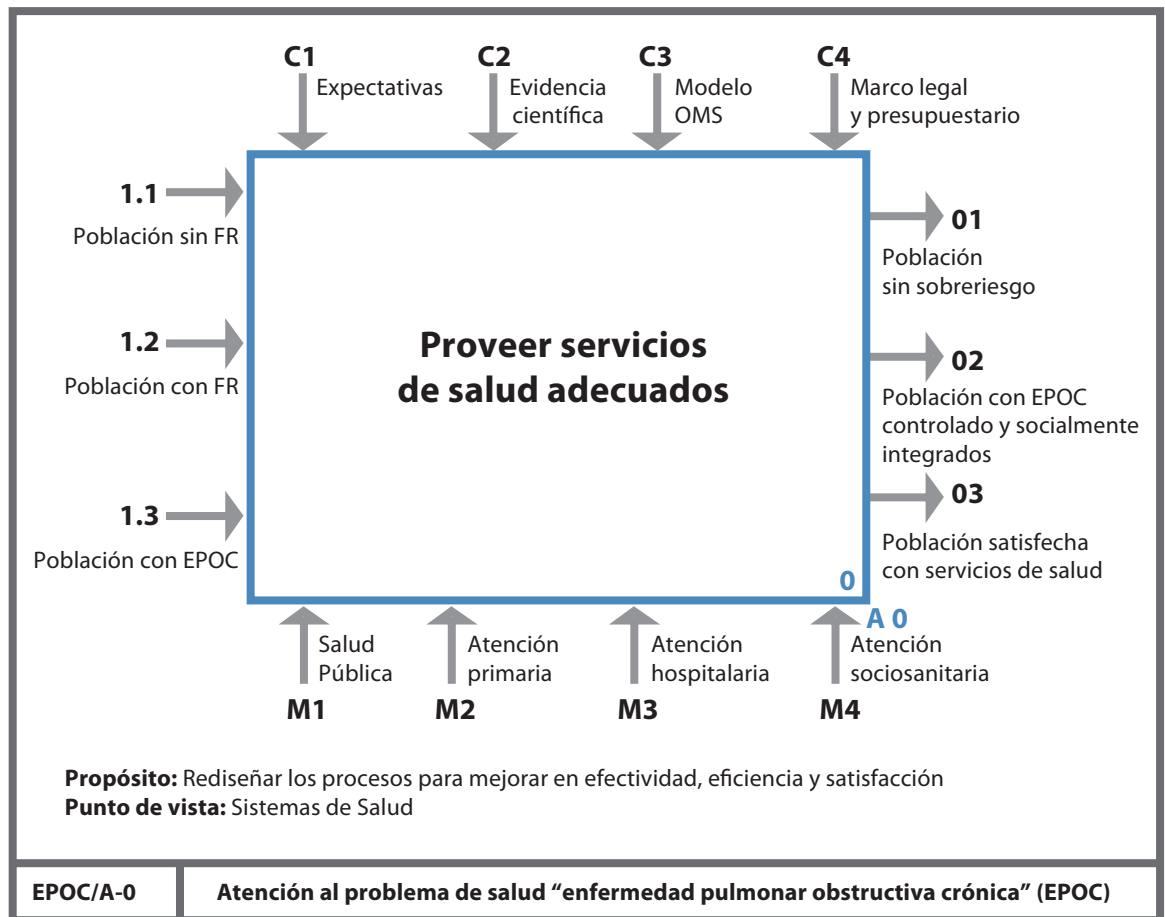 C1
Expectativas
C2
Evidencia
científica
C3
Modelo
OMS
C4
Marco legal
y presupuestario
1.1
Población sin FR
1.2
Población con FR
1.3
Población con EPOC
Proveer servicios
de salud adecuados
01
Población
sin sobreriesgo
02
Población con EPOC
controlado y socialmente
integrados
03
Población satisfecha
con servicios de salud
0
A 0
Salud
Pública
M1
Atención
primaria
M2
Atención
hospitalaria
M3
Atención
sociosanitaria
M4
Propósito: Rediseñar los procesos para mejorar en efectividad, eficiencia y satisfacción
Punto de vista: Sistemas de Salud
EPOC/A-0
Atención al problema de salud “enfermedad pulmonar obstructiva crónica” (EPOC)